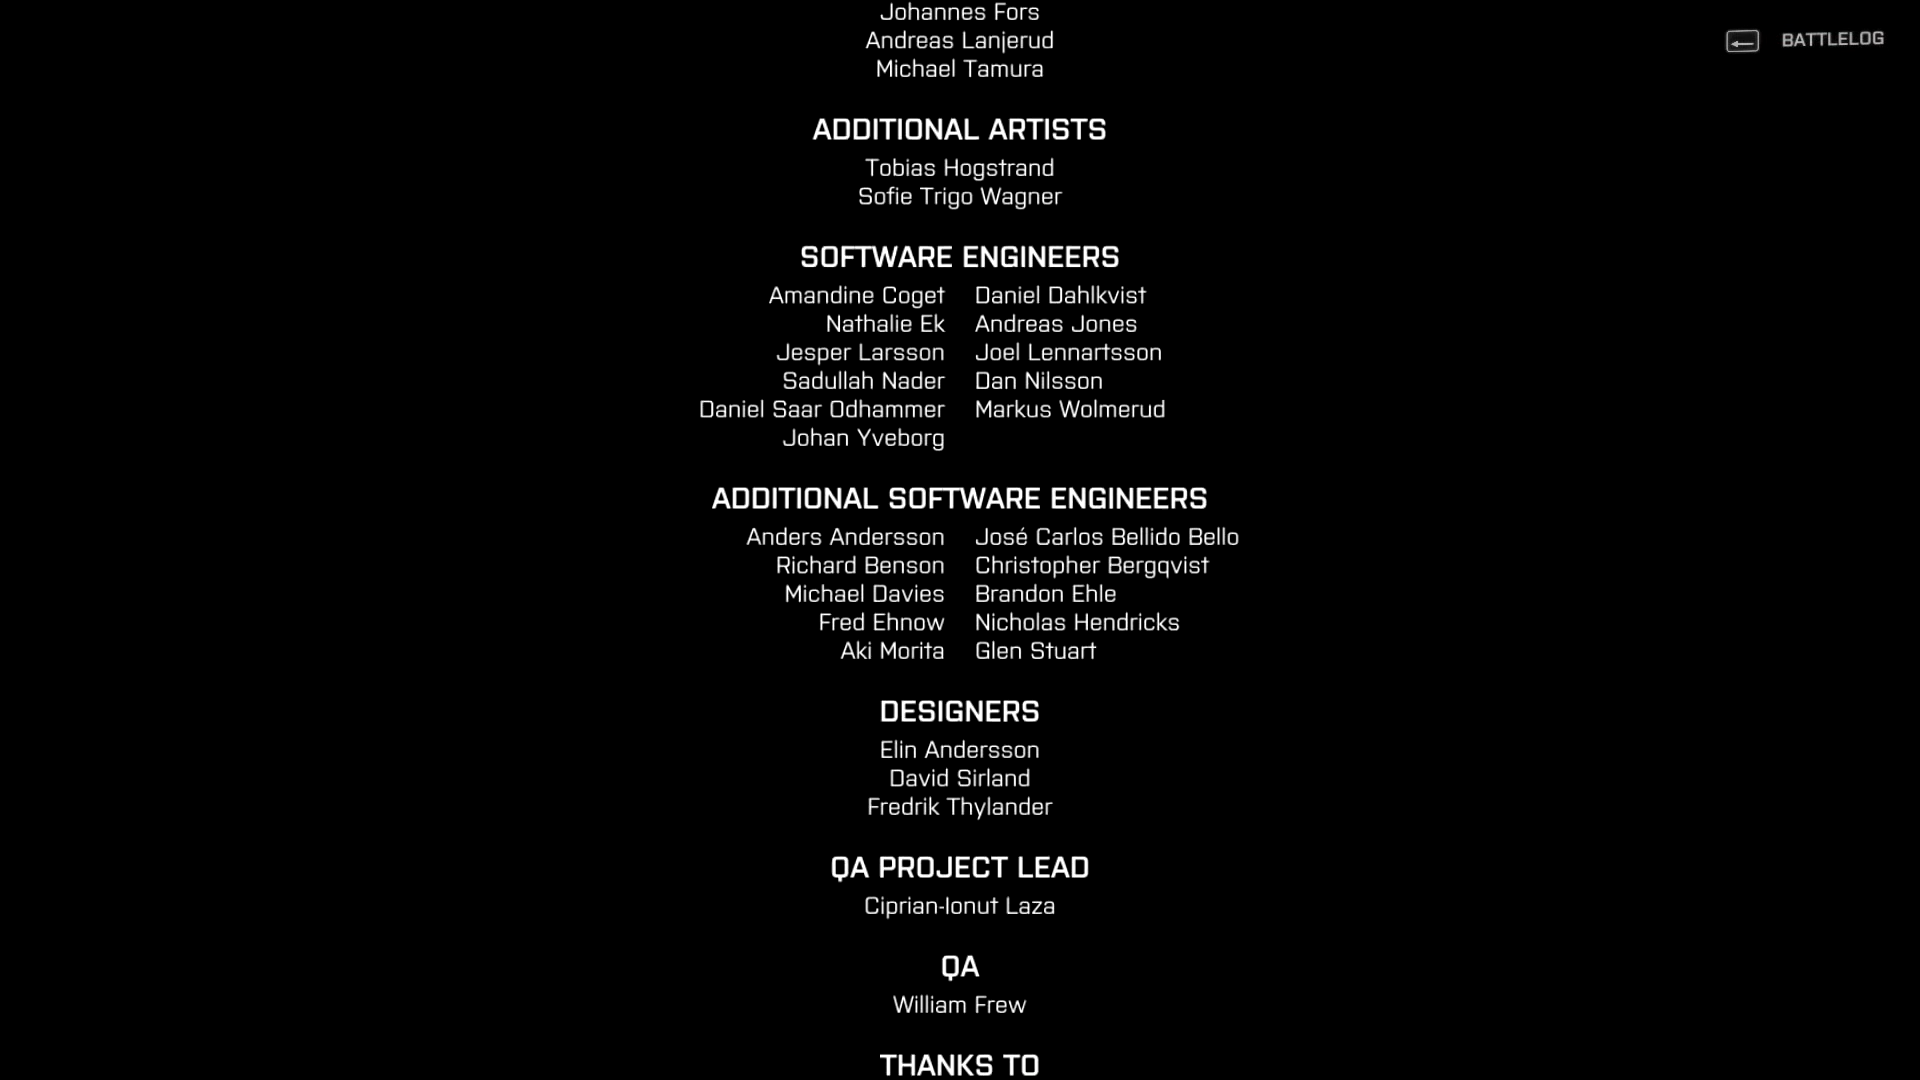 Johannes Fors
Andreas Lanjerud
Michael Tamura
BATTLELOG
ADDITIONAL ARTISTS
Tobias Hogstrand
Sofie Trigo Wagner
SOFTWARE ENGINEERS
Amandine Coget Daniel Dahlkvist
Nathalie Ek Andreas Jones
Jesper Larsson Joel Lennartsson
Sadullah Nader Dan Nilsson
Daniel Saar Odhammer Markus Wolmerud
Johan Yveborg
ADDITIONAL SOFTWARE ENGINEERS
Anders Andersson José Carlos Bellido Bello
Richard Benson Christopher Bergqvist
Michael Davies Brandon Ehle
Fred Ehnow Nicholas Hendricks
Aki Morita Glen Stuart
DESIGNERS
Elin Andersson
David Sirland
Fredrik Thylander
QA PROJECT LEAD
Ciprian-Ionut Laza
QA
William Frew
THANKS TO